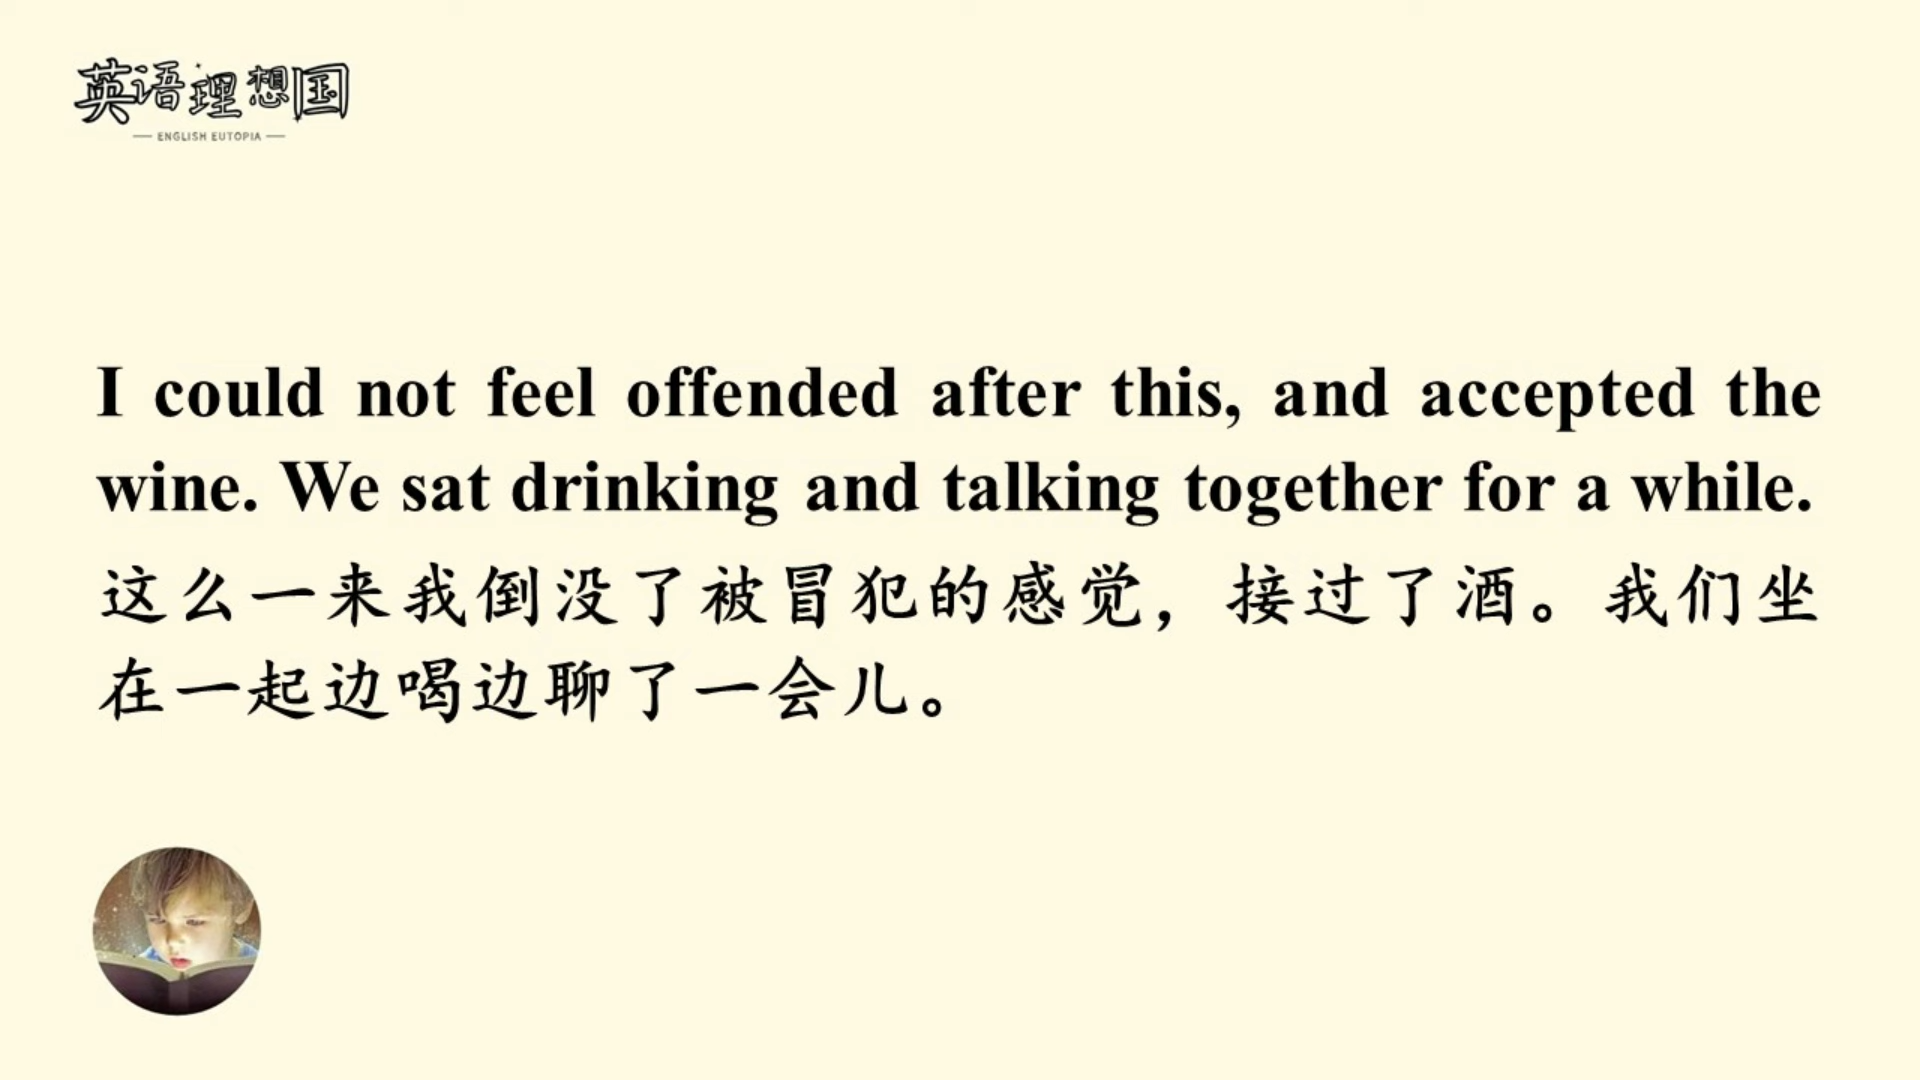 英语理想国
ENGLISH EUTOPIA
I could not feel offended after this, and accepted the
wine. We sat drinking and talking together for a while.
这么一来我倒没了被冒犯的感觉，接过了酒。我们坐
在一起边喝边聊了一会儿。